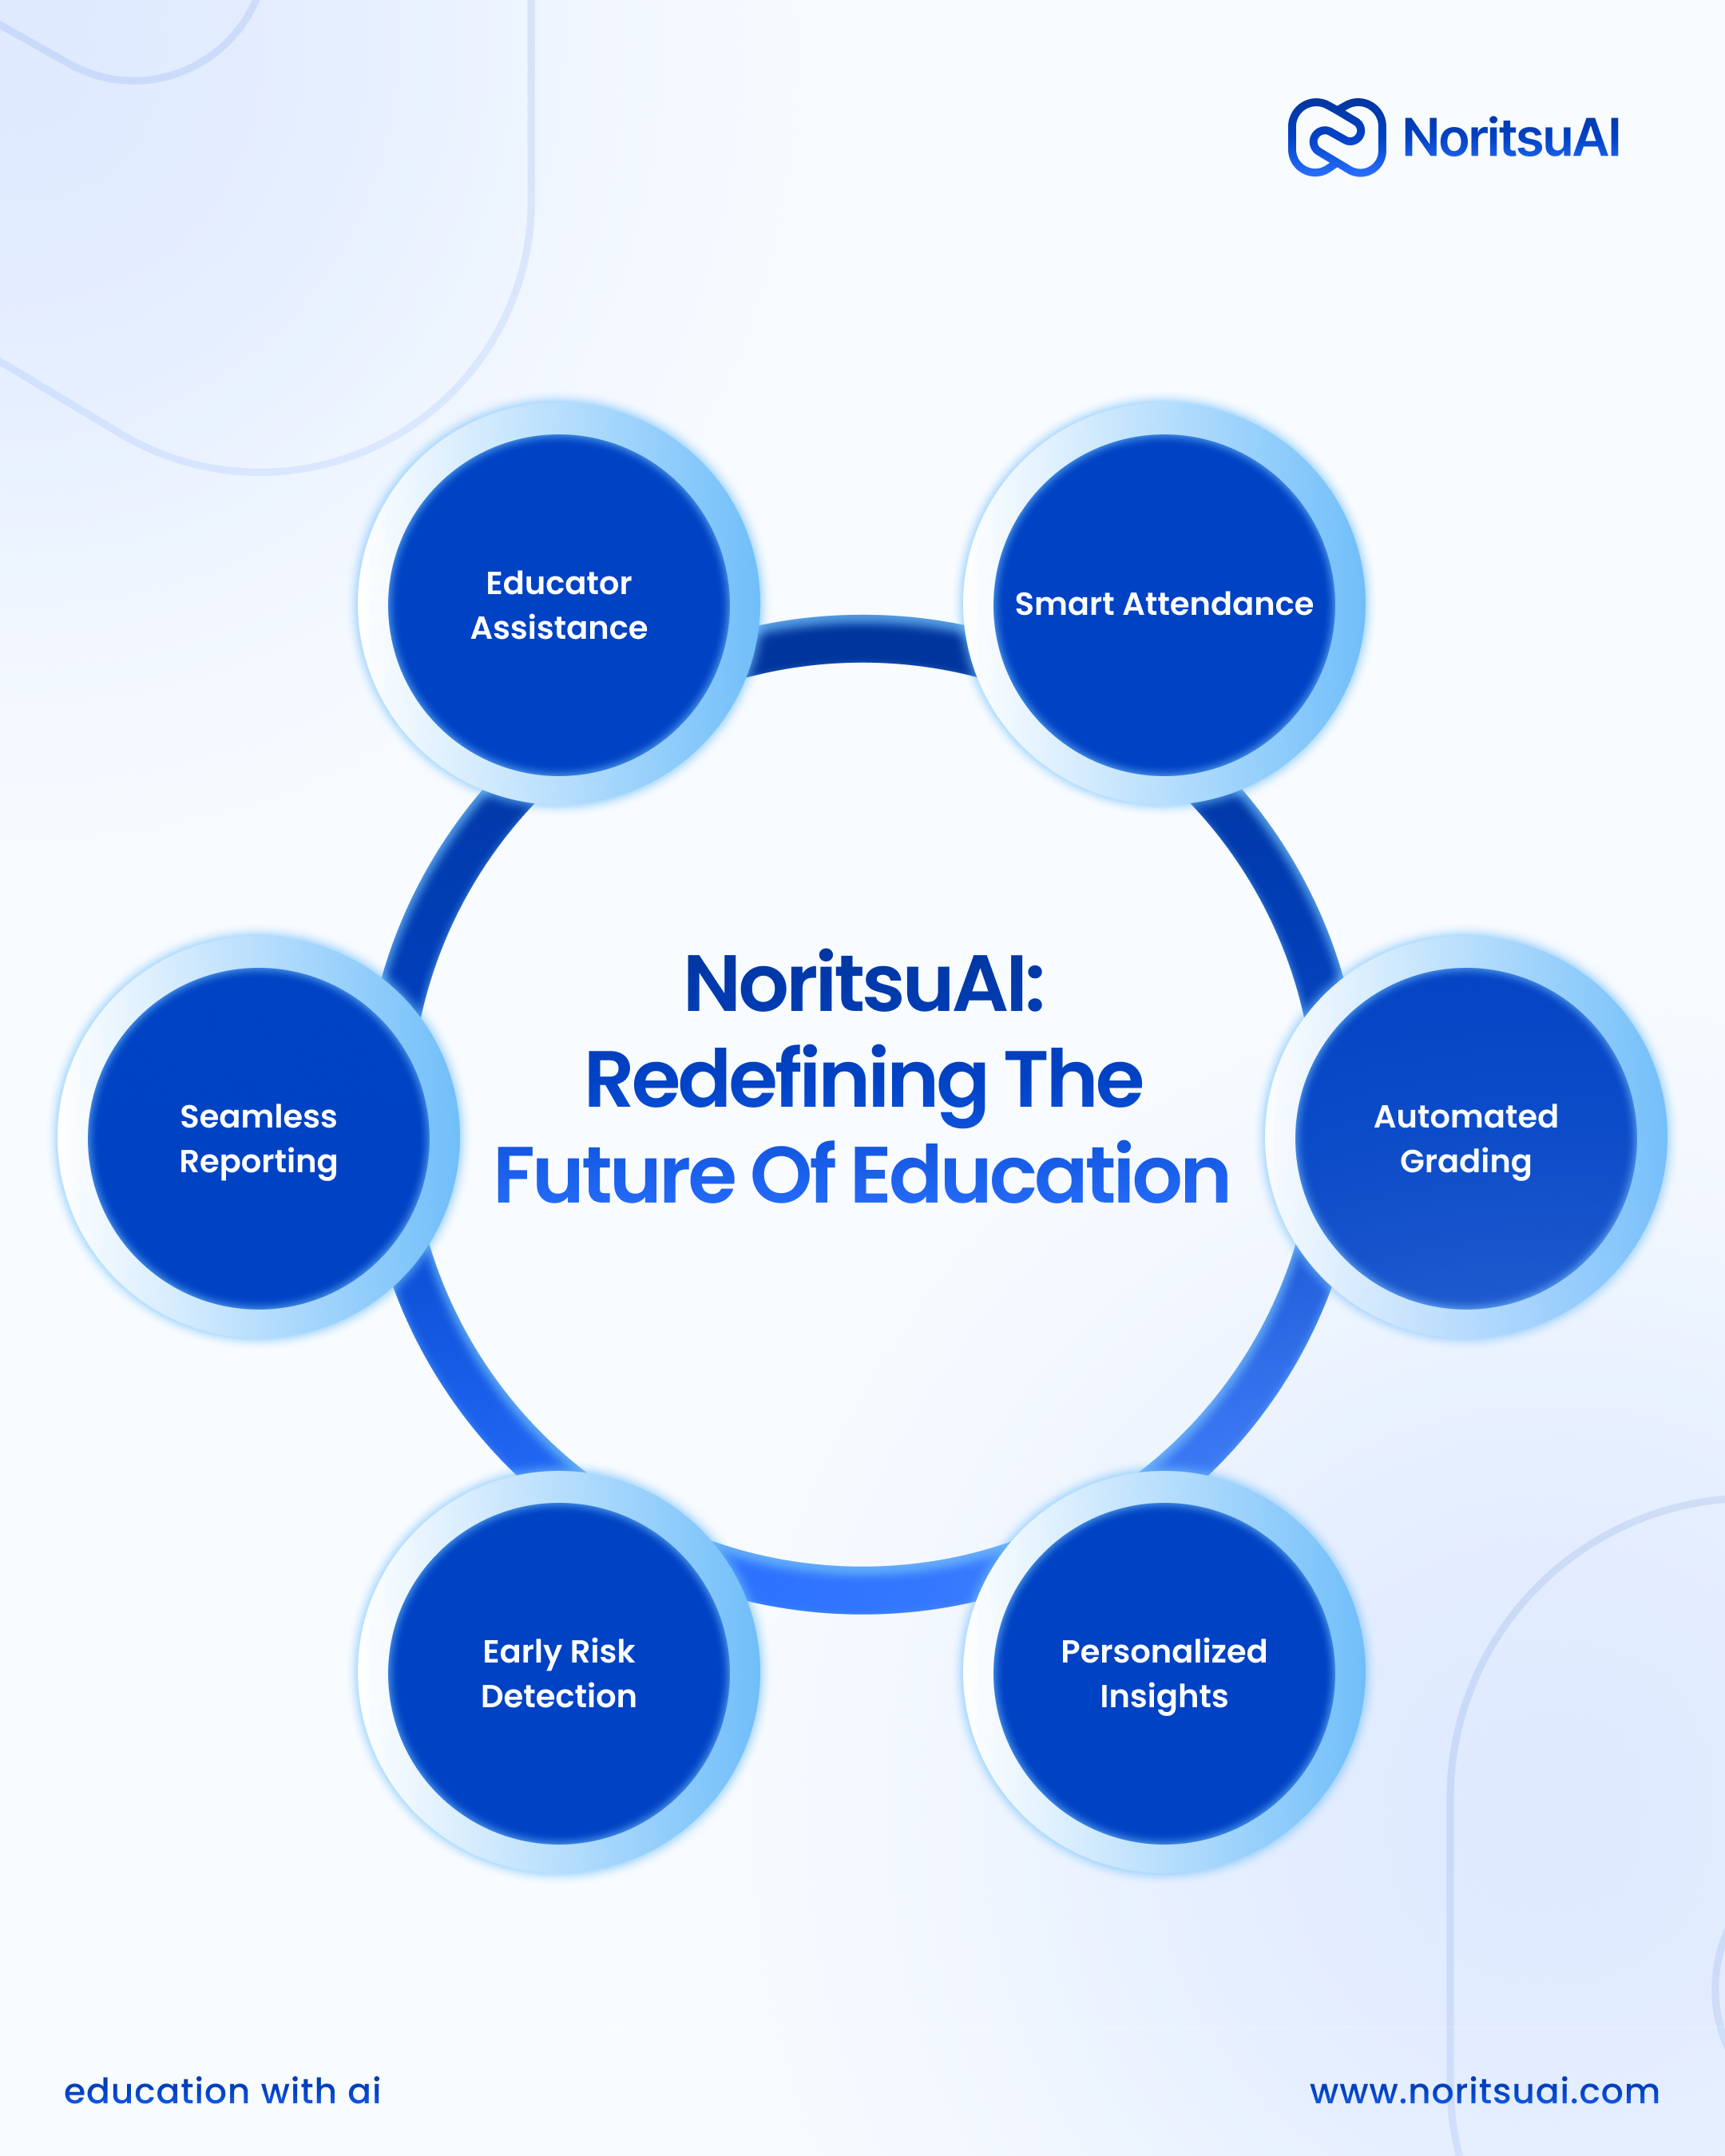 NoritsuAI
Educator
Assistance
Smart Attendance
NoritsuAI:
Redefining The
Future Of Education
Seamless
Reporting
Automated
Grading
Early Risk
Detection
Personalized
Insights
education with ai
www.noritsuai.com